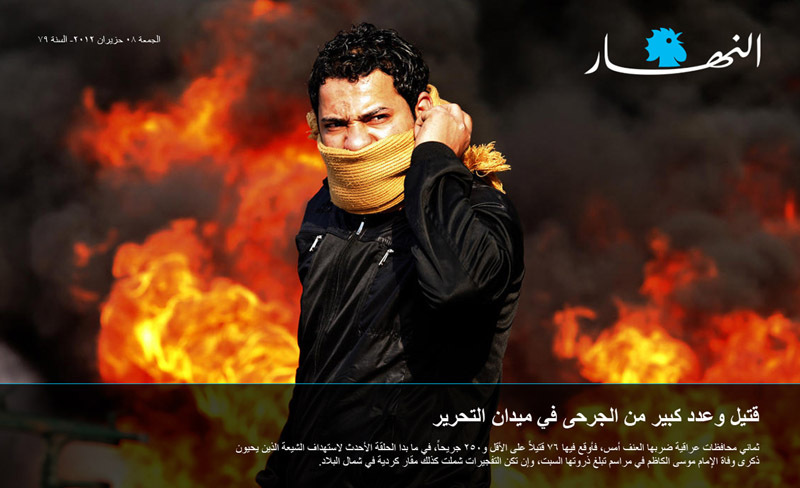 النهار
الجمعة ٠٨ حزيران ٢٠١٢- السنة ٧٩
قتيل وعدد كبير من الجرحى في ميدان التحرير
ثماني محافظات عراقية ضربها العنف أمس، فأوقع فيها ٧٦ قتيلاً على الأقل و٢٥٠ جريحاً، في ما بدا الحلقة الأحدث لاستهداف الشيعة الذين يحيون
ذكرى وفاة الإمام موسى الكاظم في مراسم تبلغ ذروتها السبت، وإن تكن التفجيرات شملت كذلك مقار كردية في شمال البلاد.